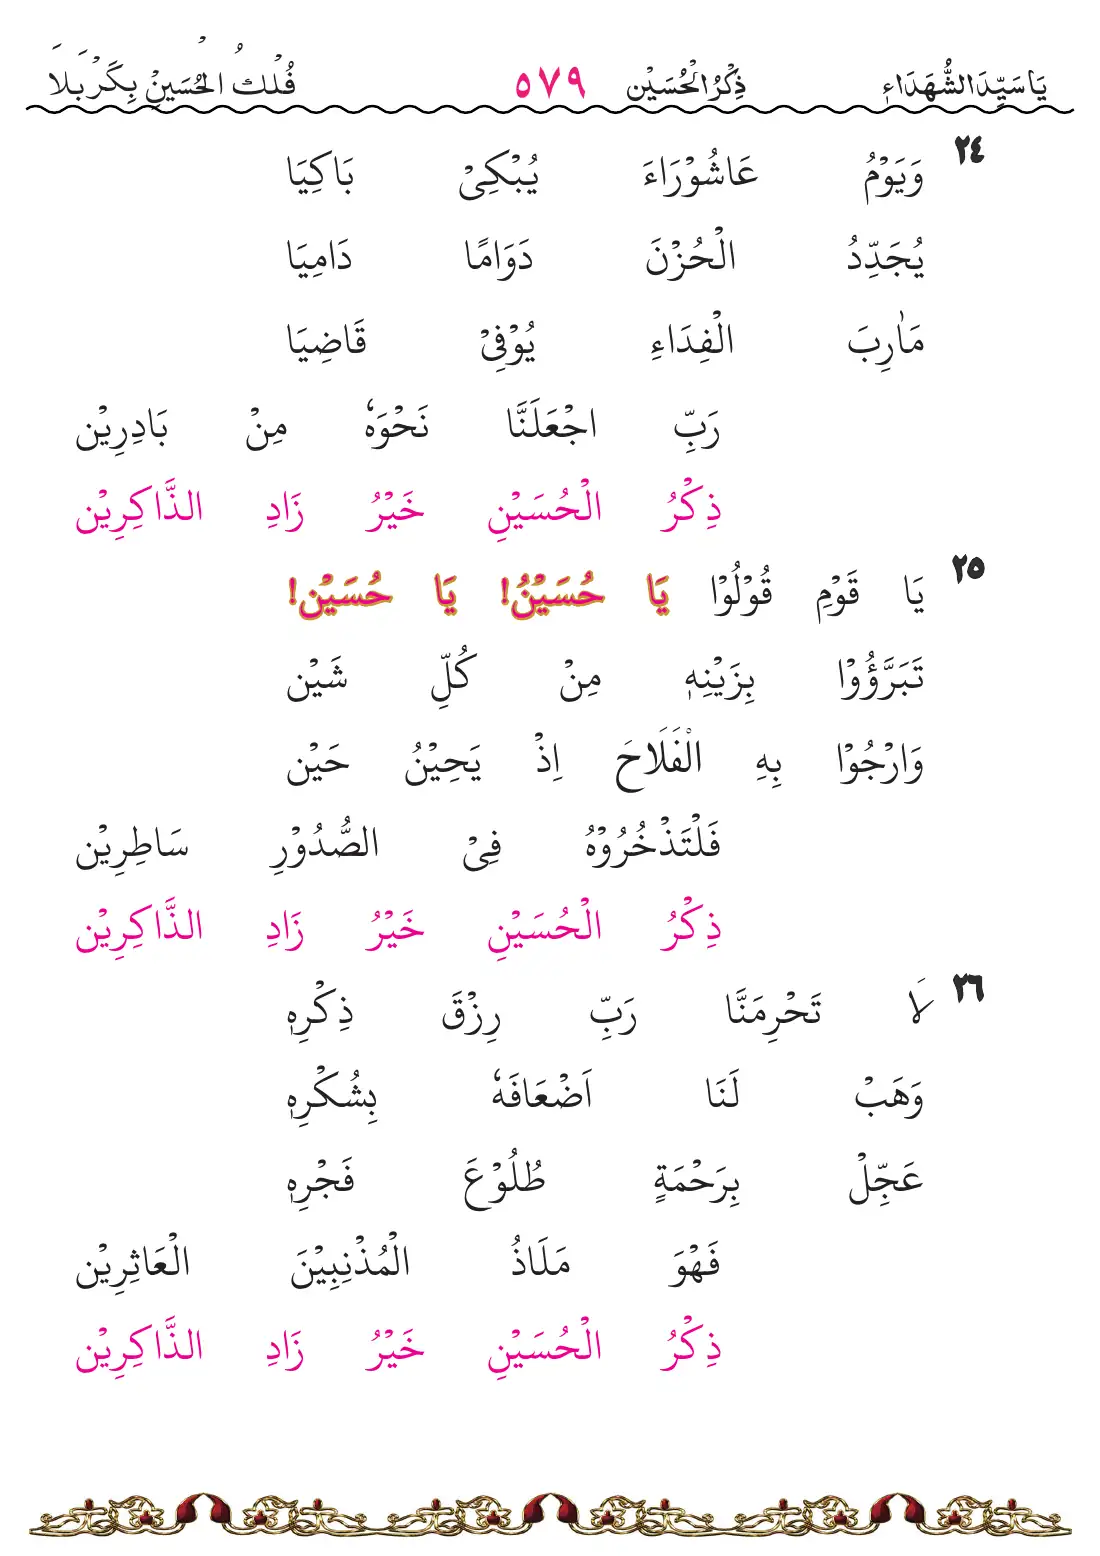 يَا سَيِّدَ الشُّهَدَاءِ ذِكْرُ الْحُسَيْن ٥٧٩ فُلْكُ الْحُسَيْنِ بِكَرْبَلَا
٢٤
وَيَوْمُ عَاشُوْرَاءَ يُبْكِىْ بَاكِيَا
يُجَدِّدُ الْحُزْنَ دَوَامًا دَامِيَا
مَاٰرِبَ الْفِدَاءِ يُوْفِىْ قَاضِيَا
رَبِّ اجْعَلَنَّا نَحْوَهٗ مِنْ بَادِرِيْن
ذِكْرُ الْحُسَيْنِ خَيْرُ زَادِ الذَّاكِرِيْن
٢٥
يَا قَوْمِ قُوْلُوْا يَا حُسَيْنُ! يَا حُسَيْن!
تَبَرَّؤُوْا بِزَيْنِهٖ مِنْ كُلِّ شَيْن
وَارْجُوْا بِهِ الْفَلَاحَ اِذْ يَحِيْنُ حَيْن
فَلْتَذْخُرُوْهُ فِىْ الصُّدُوْرِ سَاطِرِيْن
ذِكْرُ الْحُسَيْنِ خَيْرُ زَادِ الذَّاكِرِيْن
٢٦
لَا تَحْرِمَنَّا رَبِّ رِزْقَ ذِكْرِهٖ
وَهَبْ لَنَا اَضْعَافَهٗ بِشُكْرِهٖ
عَجِّلْ بِرَحْمَةٍ طُلُوْعَ فَجْرِهٖ
فَهْوَ مَلَاذُ الْمُذْنِبِيْنَ الْعَاثِرِيْن
ذِكْرُ الْحُسَيْنِ خَيْرُ زَادِ الذَّاكِرِيْن